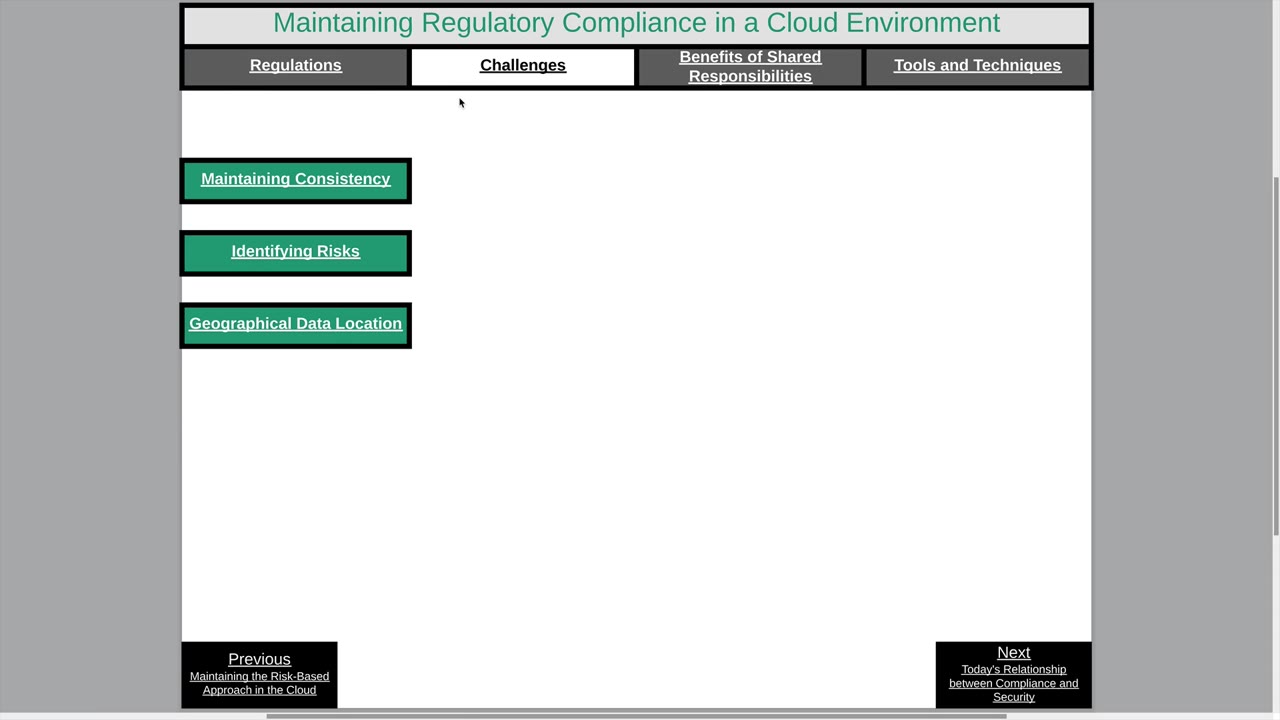 Maintaining Regulatory Compliance in a Cloud Environment
Regulations
Challenges
Benefits of Shared
Responsibilities
Tools and Techniques
Maintaining Consistency
Identifying Risks
Geographical Data Location
Previous
Maintaining the Risk-Based
Approach in the Cloud
Next
Today's Relationship
between Compliance and
Security